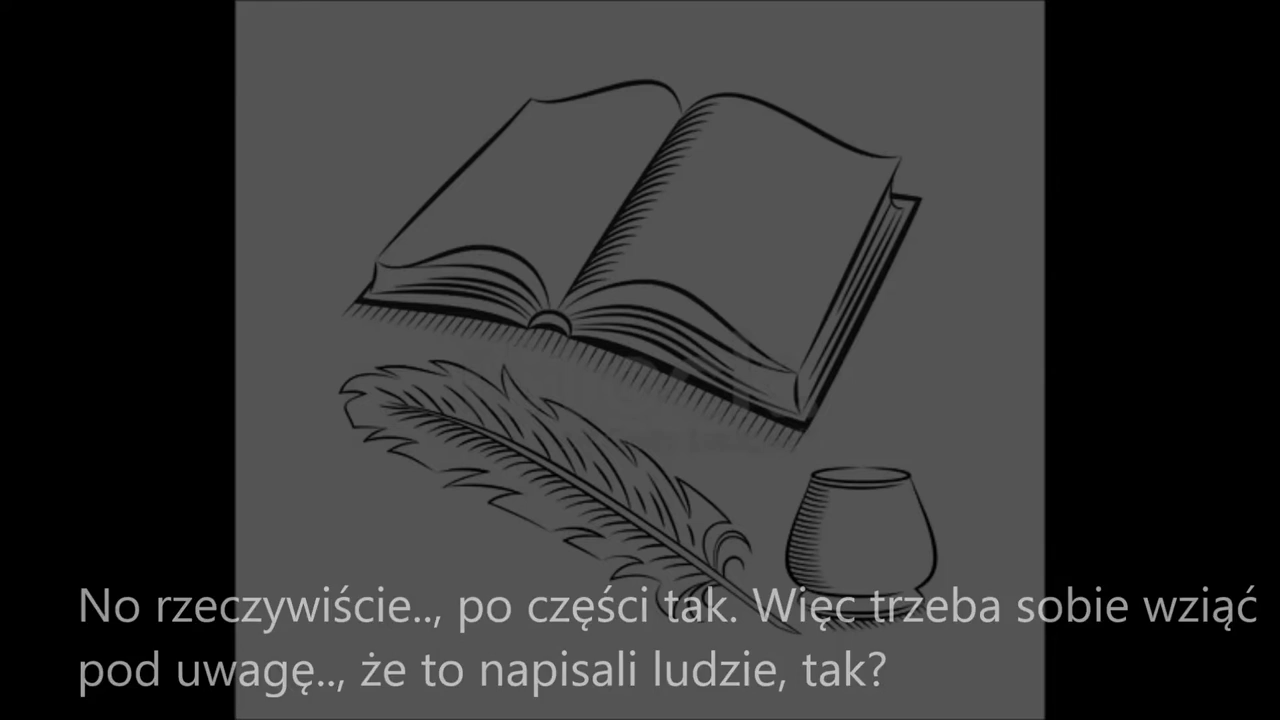 No rzeczywiście.., po części tak. Więc trzeba sobie wziąć
pod uwagę.., że to napisali ludzie, tak?